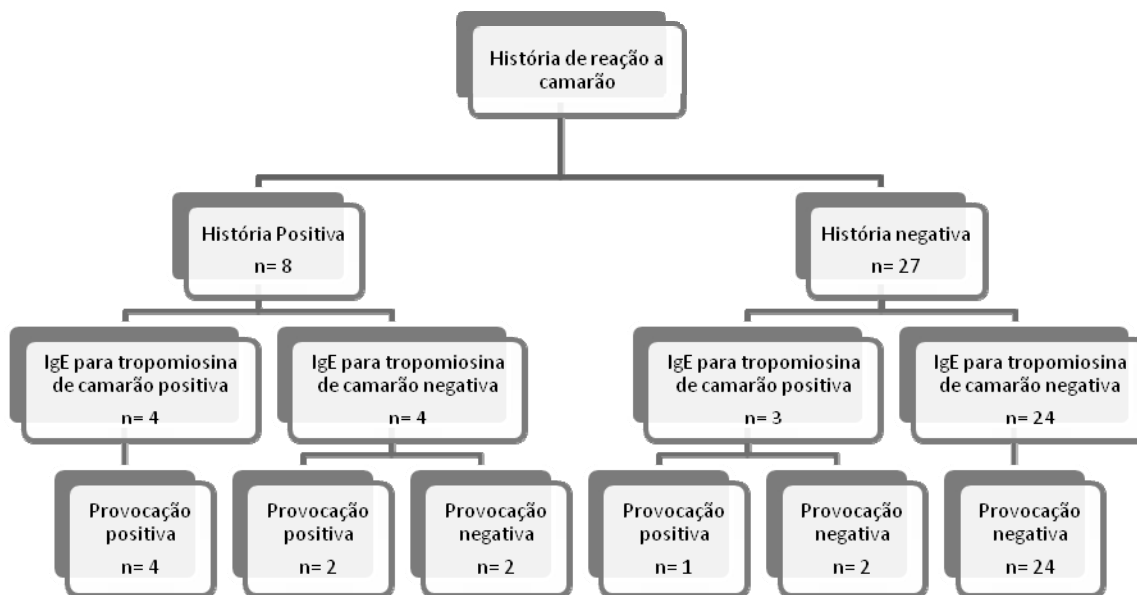 História de reação a
camarão
História Positiva
n= 8
História negativa
n= 27
IgE para tropomiosina
de camarão positiva
n= 4
IgE para tropomiosina
de camarão negativa
n= 4
IgE para tropomiosina
de camarão positiva
n= 3
IgE para tropomiosina
de camarão negativa
n= 24
Provocação
positiva
n= 4
Provocação
positiva
n= 2
Provocação
negativa
n= 2
Provocação
positiva
n= 1
Provocação
negativa
n= 2
Provocação
negativa
n= 24